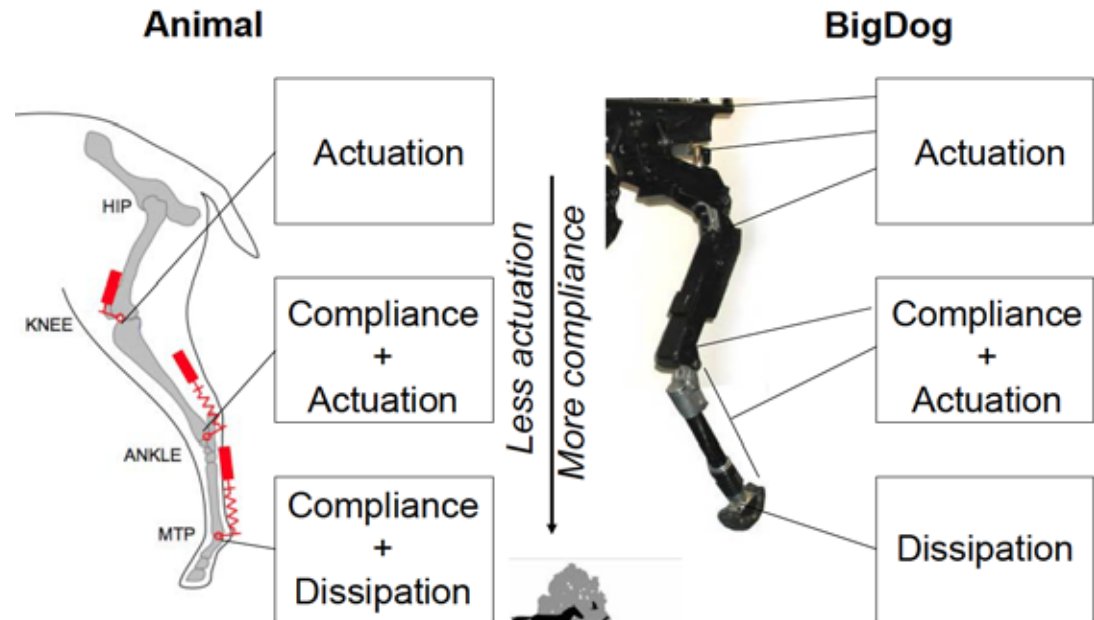 Animal
BigDog
Actuation
HIP
KNEE
Compliance
+
Actuation
ANKLE
MTP
Compliance
+
Dissipation
Less actuation
More compliance
Actuation
Compliance
+
Actuation
Dissipation